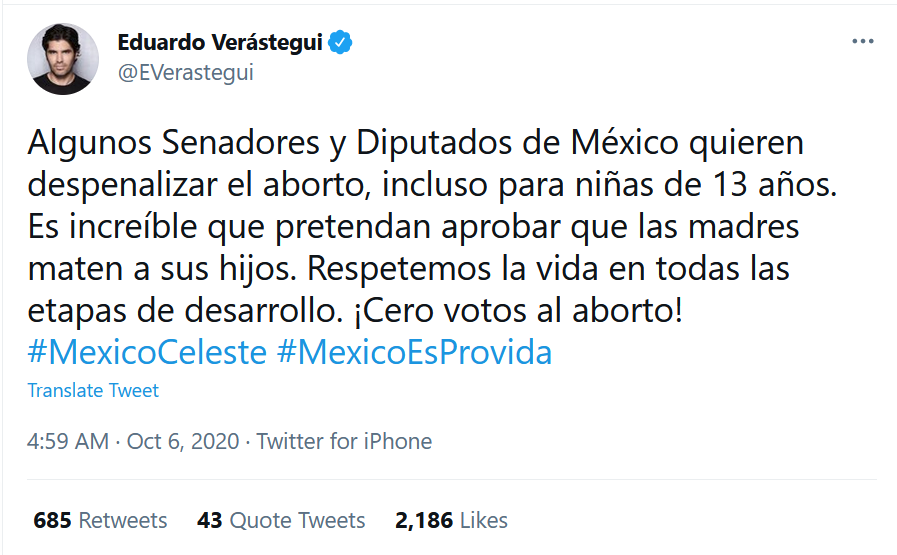 Eduardo Verástegui
@EVerastegui
Algunos Senadores y Diputados de México quieren
despenalizar el aborto, incluso para niñas de 13 años.
Es increíble que pretendan aprobar que las madres
maten a sus hijos. Respetemos la vida en todas las
etapas de desarrollo. ¡Cero votos al aborto!
#MexicoCeleste #MexicoEsProvida
Translate Tweet
4:59 AM · Oct 6, 2020 · Twitter for iPhone
685 Retweets 43 Quote Tweets 2,186 Likes